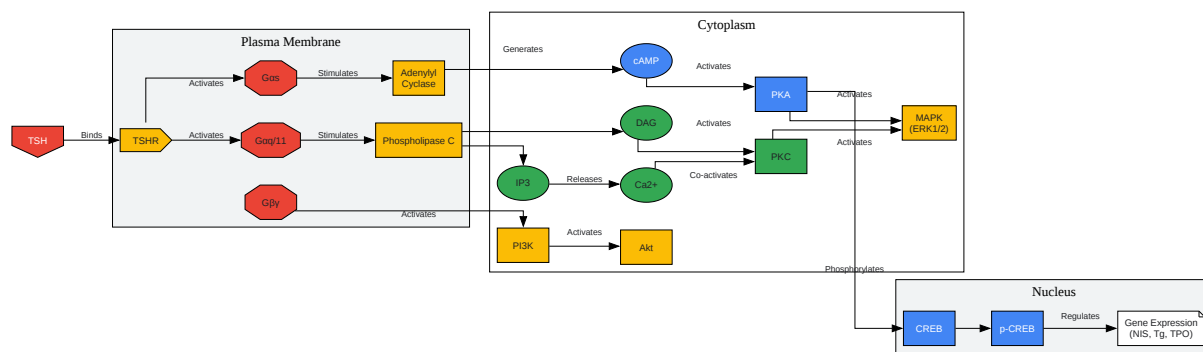 Plasma Membrane
Cytoplasm
TSH
Binds
TSHR
Activates
Gαs
Stimulates
Adenylyl
Cyclase
Generates
cAMP
Activates
PKA
Activates
MAPK
(ERK1/2)
Activates
Gαq/11
Stimulates
Phospholipase C
DAG
Activates
PKC
Activates
IP3
Releases
Ca2+
Co-activates
Gβγ
Activates
PI3K
Activates
Akt
Phosphorylates
Nucleus
CREB
p-CREB
Regulates
Gene Expression
(NIS, Tg, TPO)